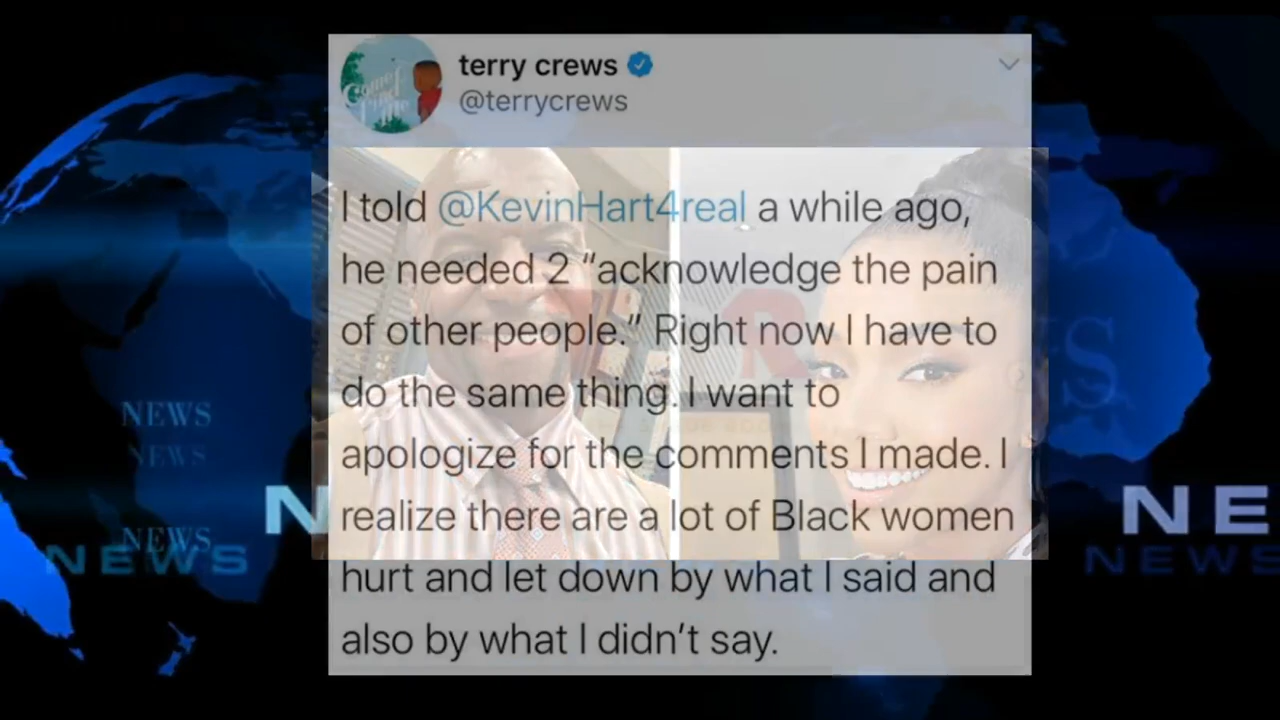 terry crews
@terrycrews
I told @KevinHart4real a while ago,
he needed 2 “acknowledge the pain
of other people.” Right now I have to
do the same thing. I want to
apologize for the comments I made. I
realize there are a lot of Black women
hurt and let down by what I said and
also by what I didn’t say.
NEWS
NEWS
NEWS
NEWS
N
NE
NEWS